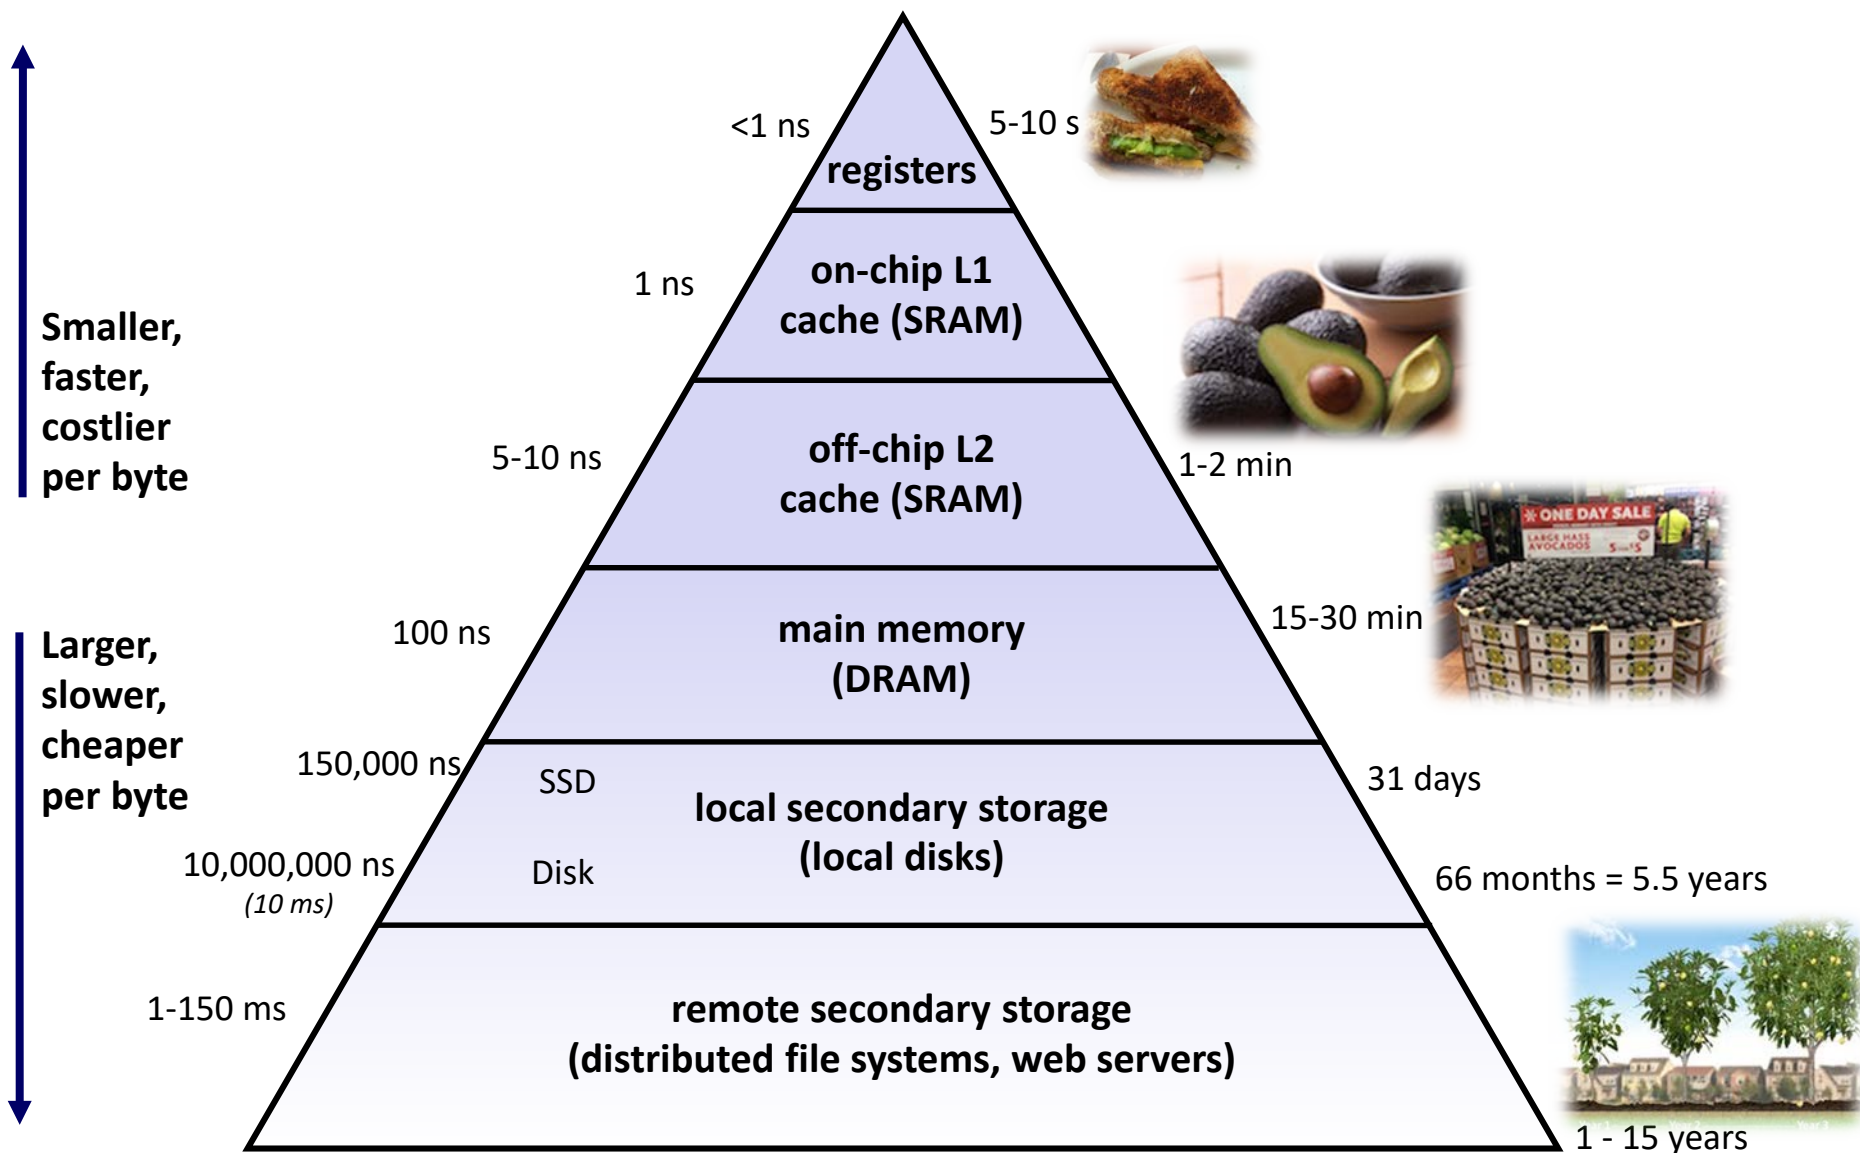 <1 ns
5-10 s
registers
1 ns
on-chip L1
cache (SRAM)
Smaller,
faster,
costlier
per byte
5-10 ns
off-chip L2
cache (SRAM)
1-2 min
ONE DAY SALE
LARGE HASS
AVOCADOS
100 ns
main memory
(DRAM)
15-30 min
Larger,
slower,
cheaper
per byte
150,000 ns
SSD
local secondary storage
(local disks)
31 days
10,000,000 ns
(10 ms)
Disk
66 months = 5.5 years
1-150 ms
remote secondary storage
(distributed file systems, web servers)
1 - 15 years